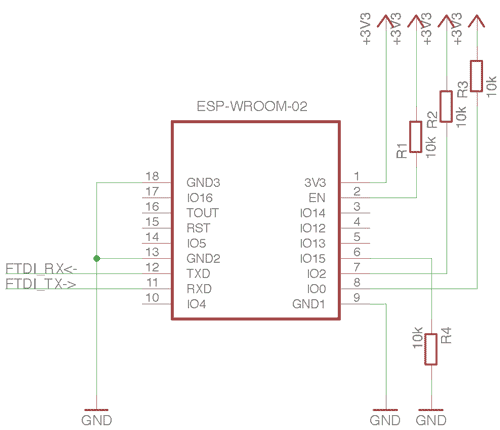 +3V3 +3V3 +3V3 +3V3
R3 10k
R2 10k
R1 10k
ESP-WROOM-02
18 GND3 3V3 1
17 IO16 EN 2
16 TOUT IO14 3
15 RST IO12 4
14 IO5 IO13 5
13 GND2 IO15 6
FTDI_RX<- 12 TXD IO2 7
FTDI_TX-> 11 RXD IO0 8
10 IO4 GND1 9
10k R4
GND GND GND